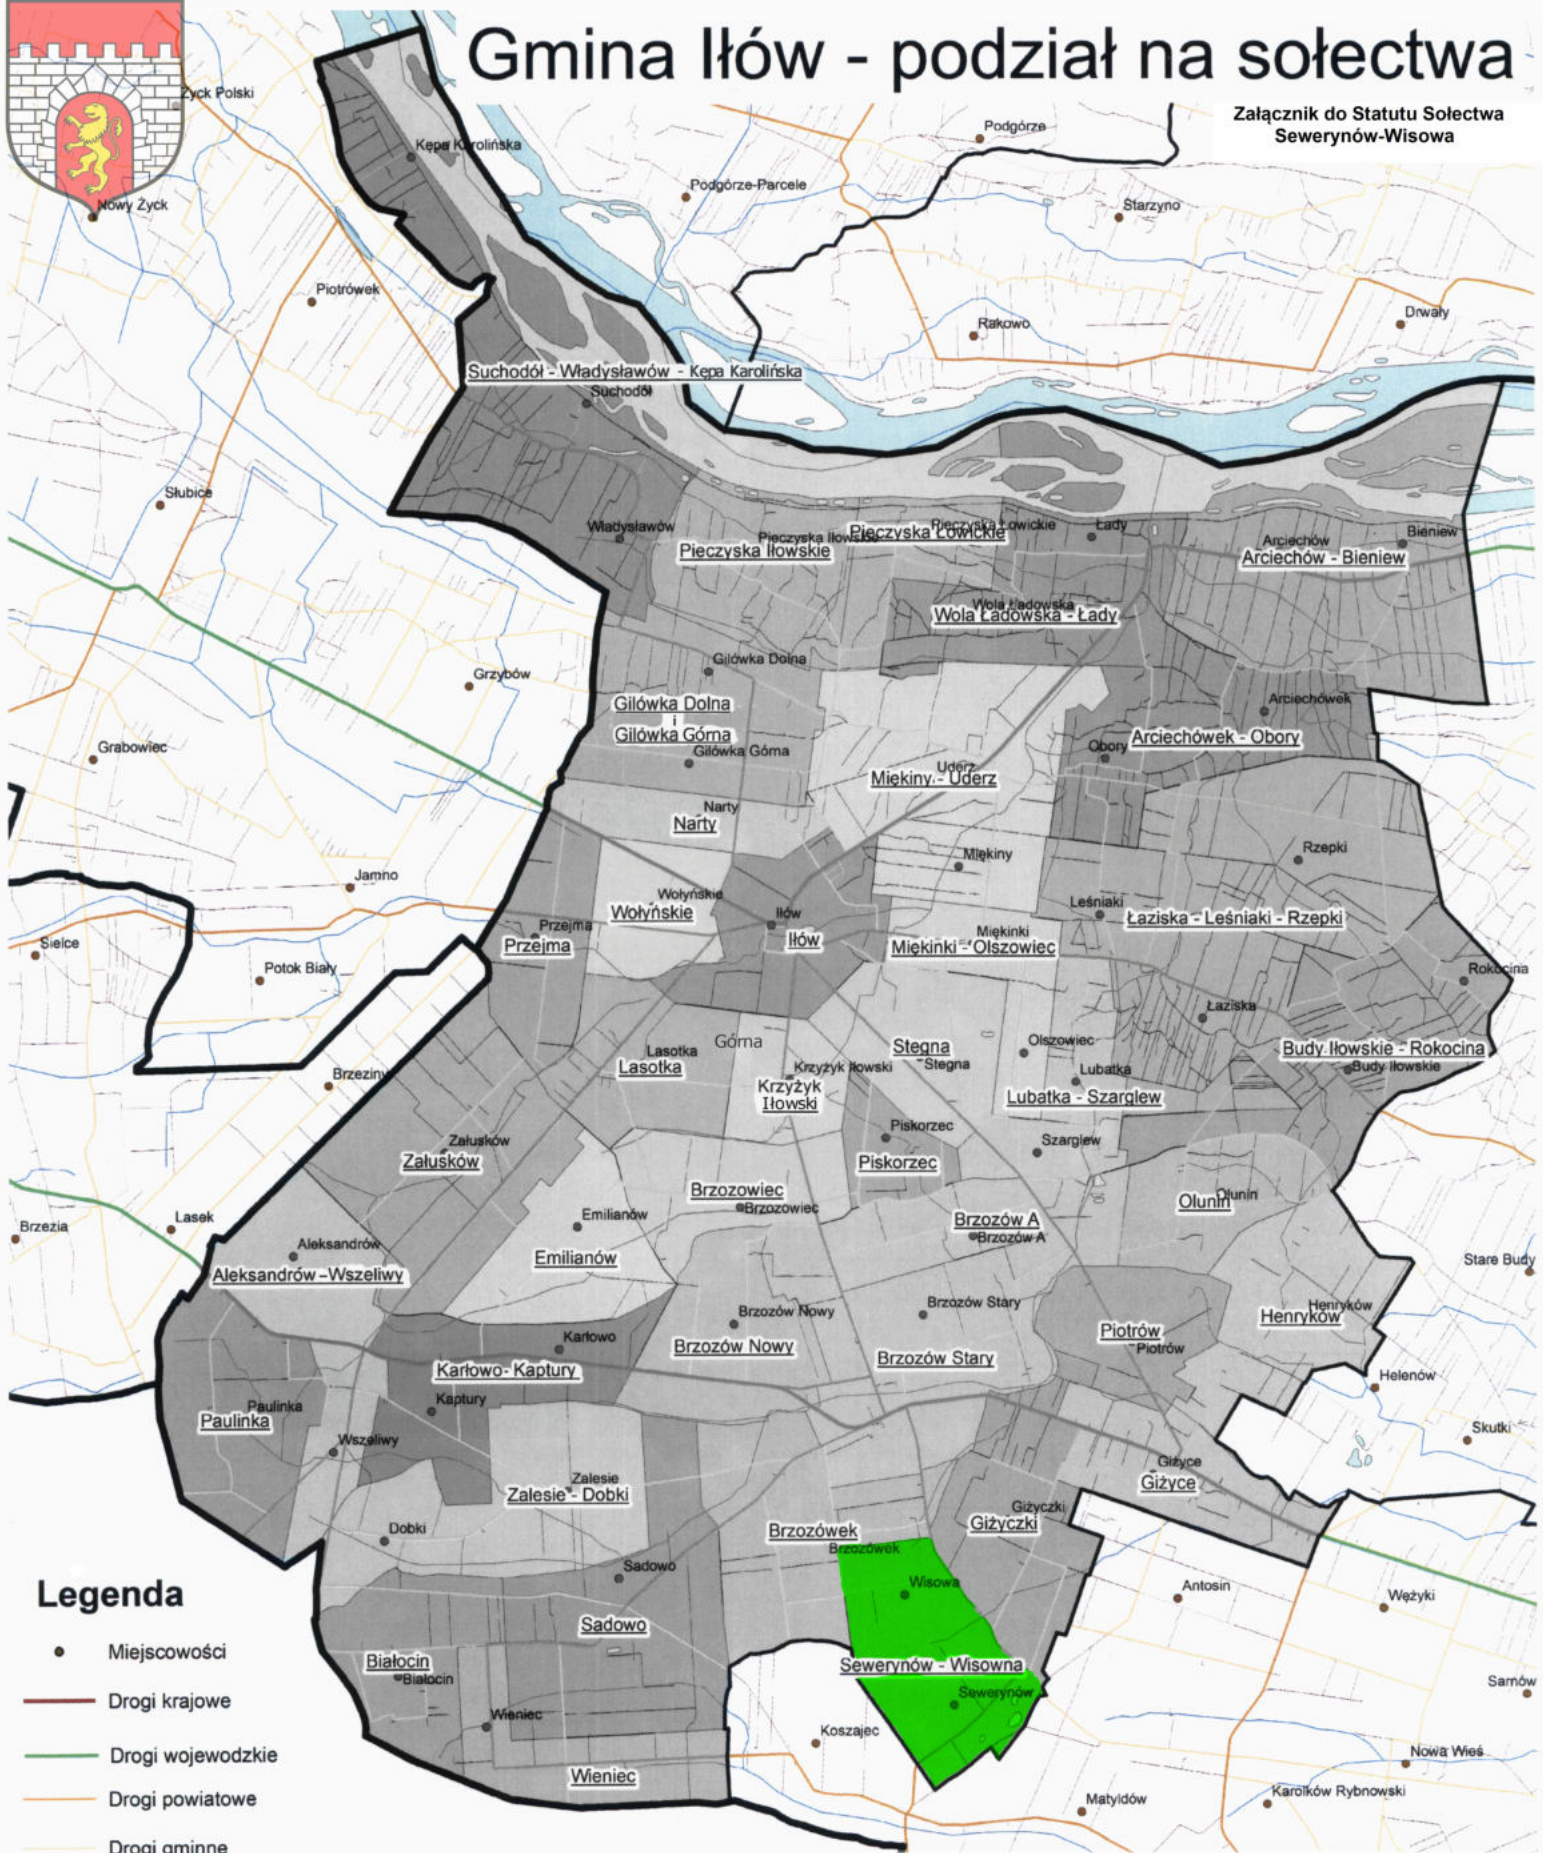 Gmina Iłów - podział na sołectwa
Załącznik do Statutu Sołectwa
Sewerynów-Wisowa
Życk Polski
Podgórze
Kępa Karolińska
Podgórze-Parcele
Nowy Życk
Starzyno
Piotrówek
Drwały
Rakowo
Suchodół - Władysławów - Kępa Karolińska
Suchodół
Słubice
Władysławów
Pieczyska Iłowskie
Pieczyska Iłowskie
Pieczyska Łowickie
Pieczyska Łowickie
Łady
Arciechów
Bieniew
Arciechów - Bieniew
Wola Ładowska
Wola Ładowska - Łady
Gilówka Dolna
Grzybów
Gilówka Dolna
i
Gilówka Górna
Gilówka Górna
Arciechówek
Arciechówek - Obory
Obory
Grabowiec
Uderz
Miękiny - Uderz
Narty
Narty
Miękiny
Rzepki
Jamno
Wołyńskie
Wołyńskie
Leśniaki
Łaziska - Leśniaki - Rzepki
Iłów
Iłów
Przejma
Przejma
Miękinki
Miękinki - Olszowiec
Sielce
Potok Biały
Rokocina
Łaziska
Górna
Lasotka
Lasotka
Stegna
Stegna
Olszowiec
Budy Iłowskie - Rokocina
Budy Iłowskie
Krzyżyk Iłowski
Krzyżyk
Iłowski
Lubatka
Lubatka - Szarglew
Brzeziny
Piskorzec
Piskorzec
Szarglew
Załusków
Załusków
Brzozowiec
Brzozowiec
Olunin
Olunin
Brzezia
Lasek
Emilianów
Emilianów
Brzozów A
Brzozów A
Aleksandrów
Aleksandrów - Wszeliwy
Stare Budy
Brzozów Nowy
Brzozów Nowy
Brzozów Stary
Brzozów Stary
Henryków
Henryków
Piotrów
Piotrów
Karłowo
Karłowo - Kaptury
Kaptury
Helenów
Paulinka
Paulinka
Skutki
Wszeliwy
Giżyce
Giżyce
Zalesie
Zalesie - Dobki
Giżyczki
Giżyczki
Dobki
Brzozówek
Brzozówek
Sadowo
Sadowo
Wisowa
Antosin
Wężyki
Białocin
Białocin
Sewerynów - Wisowna
Sewerynów
Sarnów
Wieniec
Wieniec
Koszajec
Nowa Wieś
Matyldów
Karolków Rybnowski
Legenda
Miejscowości
Drogi krajowe
Drogi wojewodzkie
Drogi powiatowe
Drogi gminne